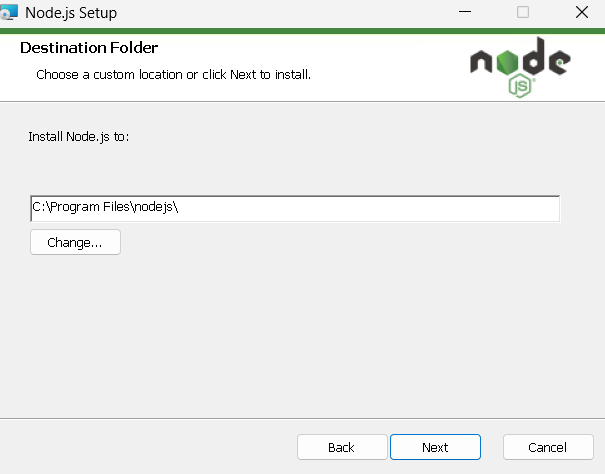 Node.js Setup
Destination Folder
Choose a custom location or click Next to install.
node
JS
Install Node.js to:
C:\Program Files\nodejs\
Change...
Back
Next
Cancel